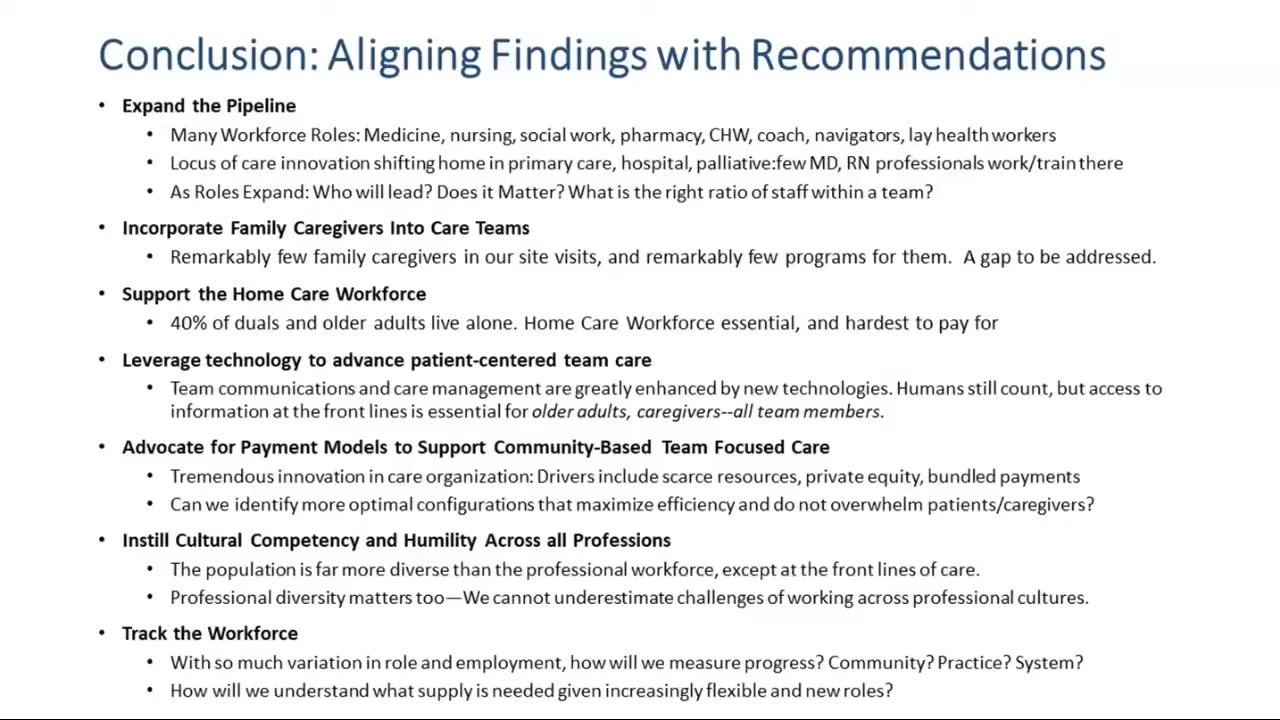 Conclusion: Aligning Findings with Recommendations
• Expand the Pipeline
• Many Workforce Roles: Medicine, nursing, social work, pharmacy, CHW, coach, navigators, lay health workers
• Locus of care innovation shifting home in primary care, hospital, palliative:few MD, RN professionals work/train there
• As Roles Expand: Who will lead? Does it Matter? What is the right ratio of staff within a team?
• Incorporate Family Caregivers Into Care Teams
• Remarkably few family caregivers in our site visits, and remarkably few programs for them. A gap to be addressed.
• Support the Home Care Workforce
• 40% of duals and older adults live alone. Home Care Workforce essential, and hardest to pay for
• Leverage technology to advance patient-centered team care
• Team communications and care management are greatly enhanced by new technologies. Humans still count, but access to
information at the front lines is essential for older adults, caregivers--all team members.
• Advocate for Payment Models to Support Community-Based Team Focused Care
• Tremendous innovation in care organization: Drivers include scarce resources, private equity, bundled payments
• Can we identify more optimal configurations that maximize efficiency and do not overwhelm patients/caregivers?
• Instill Cultural Competency and Humility Across all Professions
• The population is far more diverse than the professional workforce, except at the front lines of care.
• Professional diversity matters too—We cannot underestimate challenges of working across professional cultures.
• Track the Workforce
• With so much variation in role and employment, how will we measure progress? Community? Practice? System?
• How will we understand what supply is needed given increasingly flexible and new roles?